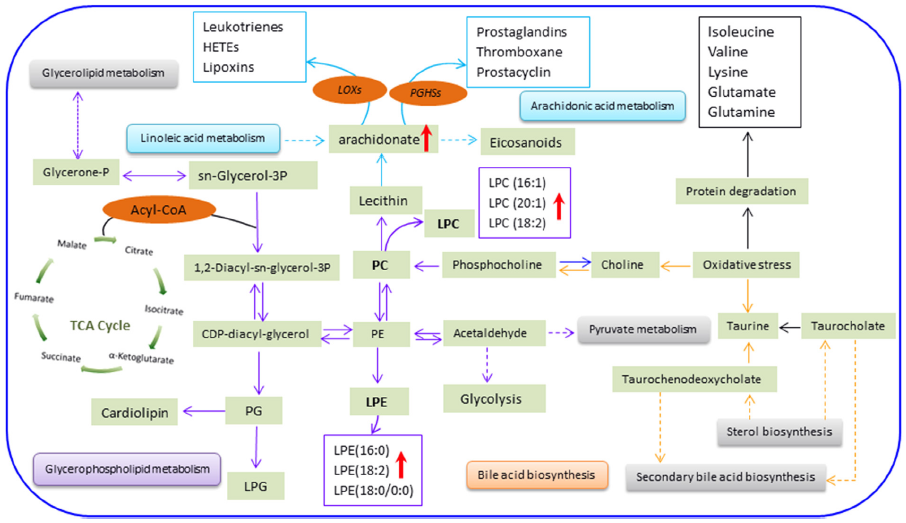 Leukotrienes
HETEs
Lipoxins
Prostaglandins
Thromboxane
Prostacyclin
Isoleucine
Valine
Lysine
Glutamate
Glutamine
Glycerolipid metabolism
LOXs
PGHSs
Arachidonic acid metabolism
Linoleic acid metabolism
arachidonate
Eicosanoids
Glycerone-P
sn-Glycerol-3P
Lecithin
LPC (16:1)
LPC (20:1)
LPC (18:2)
Protein degradation
Acyl-CoA
LPC
Malate
Citrate
1,2-Diacyl-sn-glycerol-3P
PC
Phosphocholine
Choline
Oxidative stress
Fumarate
Isocitrate
TCA Cycle
CDP-diacyl-glycerol
PE
Acetaldehyde
Pyruvate metabolism
Taurine
Taurocholate
Succinate
α-Ketoglutarate
Taurochenodeoxycholate
Cardiolipin
PG
LPE
Glycolysis
Sterol biosynthesis
LPE(16:0)
LPE(18:2)
LPE(18:0/0:0)
Glycerophospholipid metabolism
LPG
Bile acid biosynthesis
Secondary bile acid biosynthesis